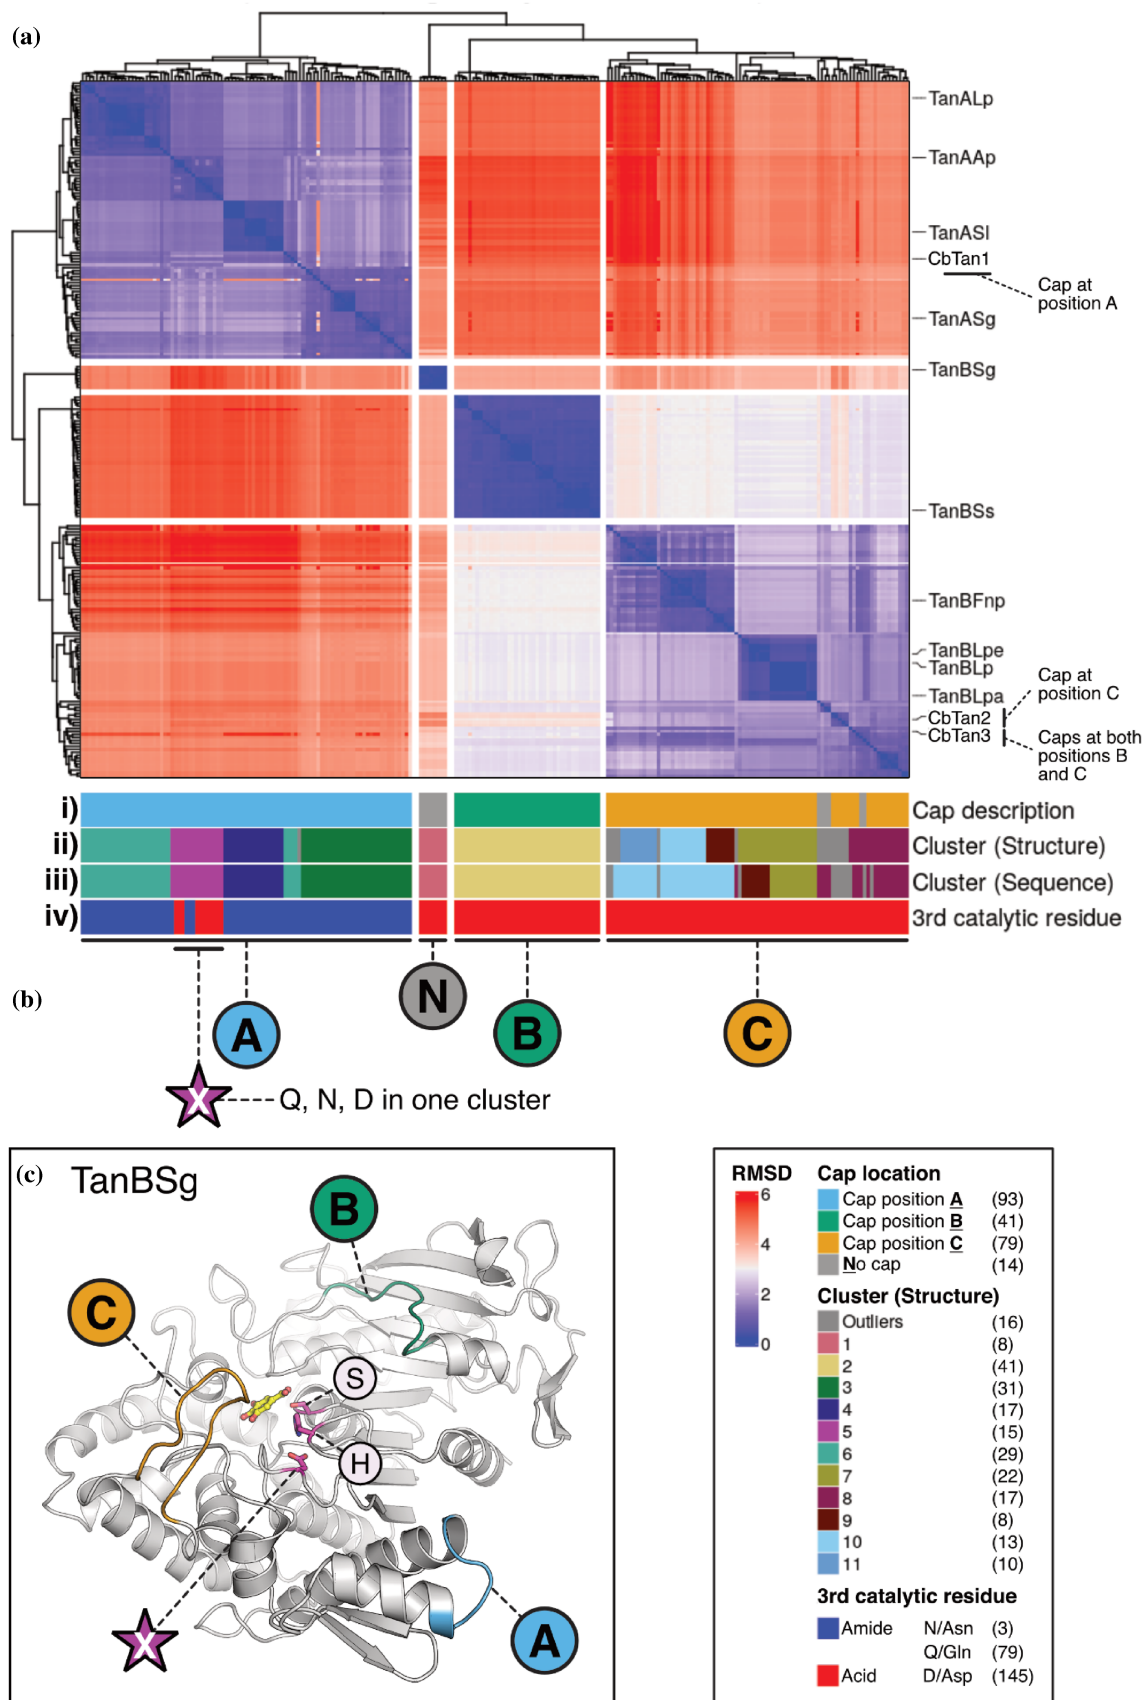 (a)
TanALp
TanAAp
TanASl
CbTan1
Cap at
position A
TanASg
TanBSg
TanBSs
TanBFnp
TanBLpe
TanBLp
TanBLpa
CbTan2
CbTan3
Cap at
position C
Caps at both
positions B
and C
i) Cap description
ii) Cluster (Structure)
iii) Cluster (Sequence)
iv) 3rd catalytic residue
(b)
A
N
B
C
X Q, N, D in one cluster
(c) TanBSg
B
C
S
H
X
A
RMSD
6
4
2
0
Cap location
Cap position A (93)
Cap position B (41)
Cap position C (79)
No cap (14)
Cluster (Structure)
Outliers (16)
1 (8)
2 (41)
3 (31)
4 (17)
5 (15)
6 (29)
7 (22)
8 (17)
9 (8)
10 (13)
11 (10)
3rd catalytic residue
Amide N/Asn (3)
Q/Gln (79)
Acid D/Asp (145)